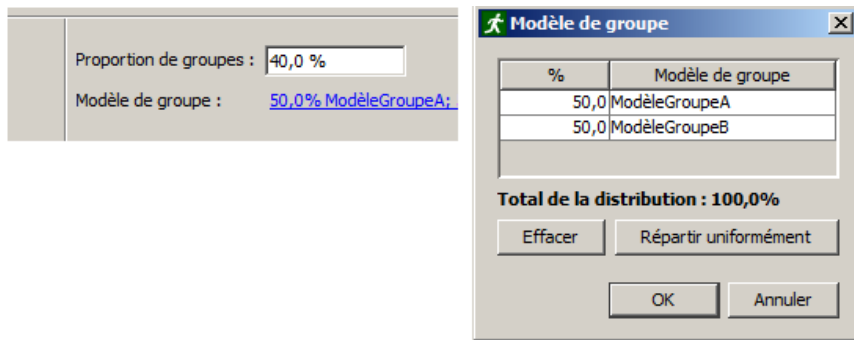 Proportion de groupes : 40,0 %
Modèle de groupe : 50,0% ModèleGroupeA;
Modèle de groupe
% Modèle de groupe
50,0 ModèleGroupeA
50,0 ModèleGroupeB
Total de la distribution : 100,0%
Effacer Répartir uniformément
OK Annuler